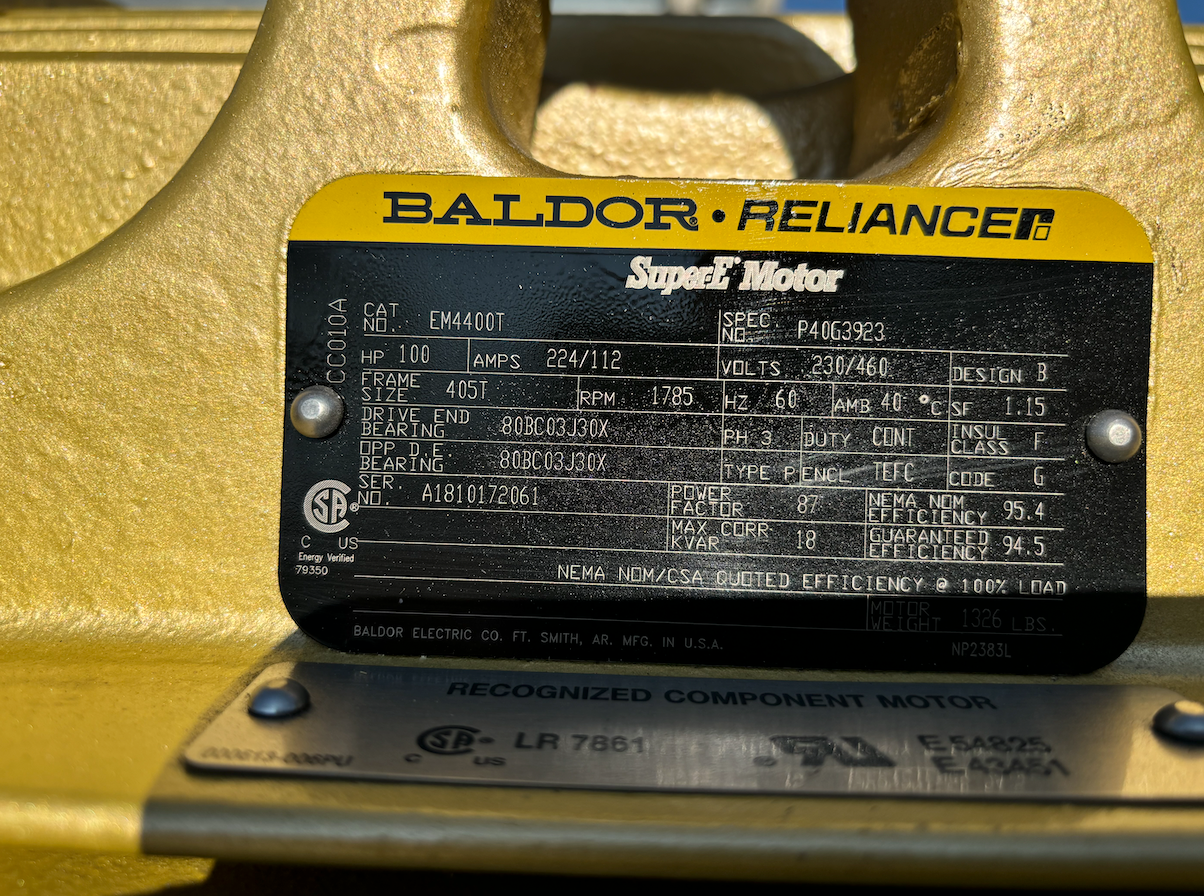 BALDOR • RELIANCE
Super-E Motor
CC010A
CAT NO. EM4400T SPEC. NO. P40G3923
HP 100 AMPS 224/112 VOLTS 230/460 DESIGN B
FRAME SIZE 405T RPM 1785 HZ 60 AMB 40 °C SF 1.15
DRIVE END BEARING 80BC03J30X PH 3 DUTY CONT INSUL CLASS F
OPP D.E. BEARING 80BC03J30X TYPE P ENCL TEFC CODE G
SER. NO. A1810172061 POWER FACTOR 87 NEMA NOM EFFICIENCY 95.4
MAX CORR KVAR 18 GUARANTEED EFFICIENCY 94.5
SA®
C US
Energy Verified
79350
NEMA NOM/CSA QUOTED EFFICIENCY @ 100% LOAD
MOTOR WEIGHT 1326 LBS.
BALDOR ELECTRIC CO. FT. SMITH, AR. MFG. IN U.S.A. NP2383L
RECOGNIZED COMPONENT MOTOR
C SA US LR 7861 E 54825
E 43451
000613-006PU